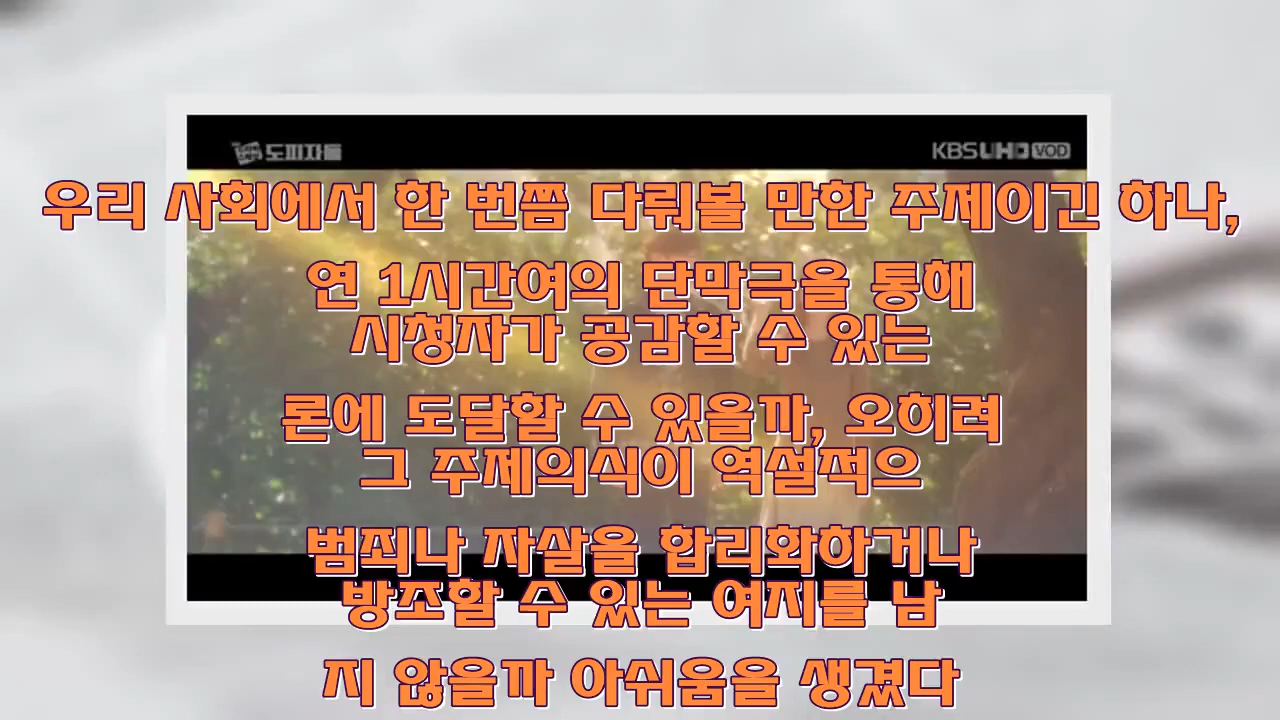 도피자들
KBS UHD VOD
우리 사회에서 한 번쯤 다뤄볼 만한 주제이긴 하나,
연 1시간여의 단막극을 통해
시청자가 공감할 수 있는
론에 도달할 수 있을까, 오히려
그 주제의식이 역설적으
범죄나 자살을 합리화하거나
방조할 수 있는 여지를 남
지 않을까 아쉬움을 생겼다